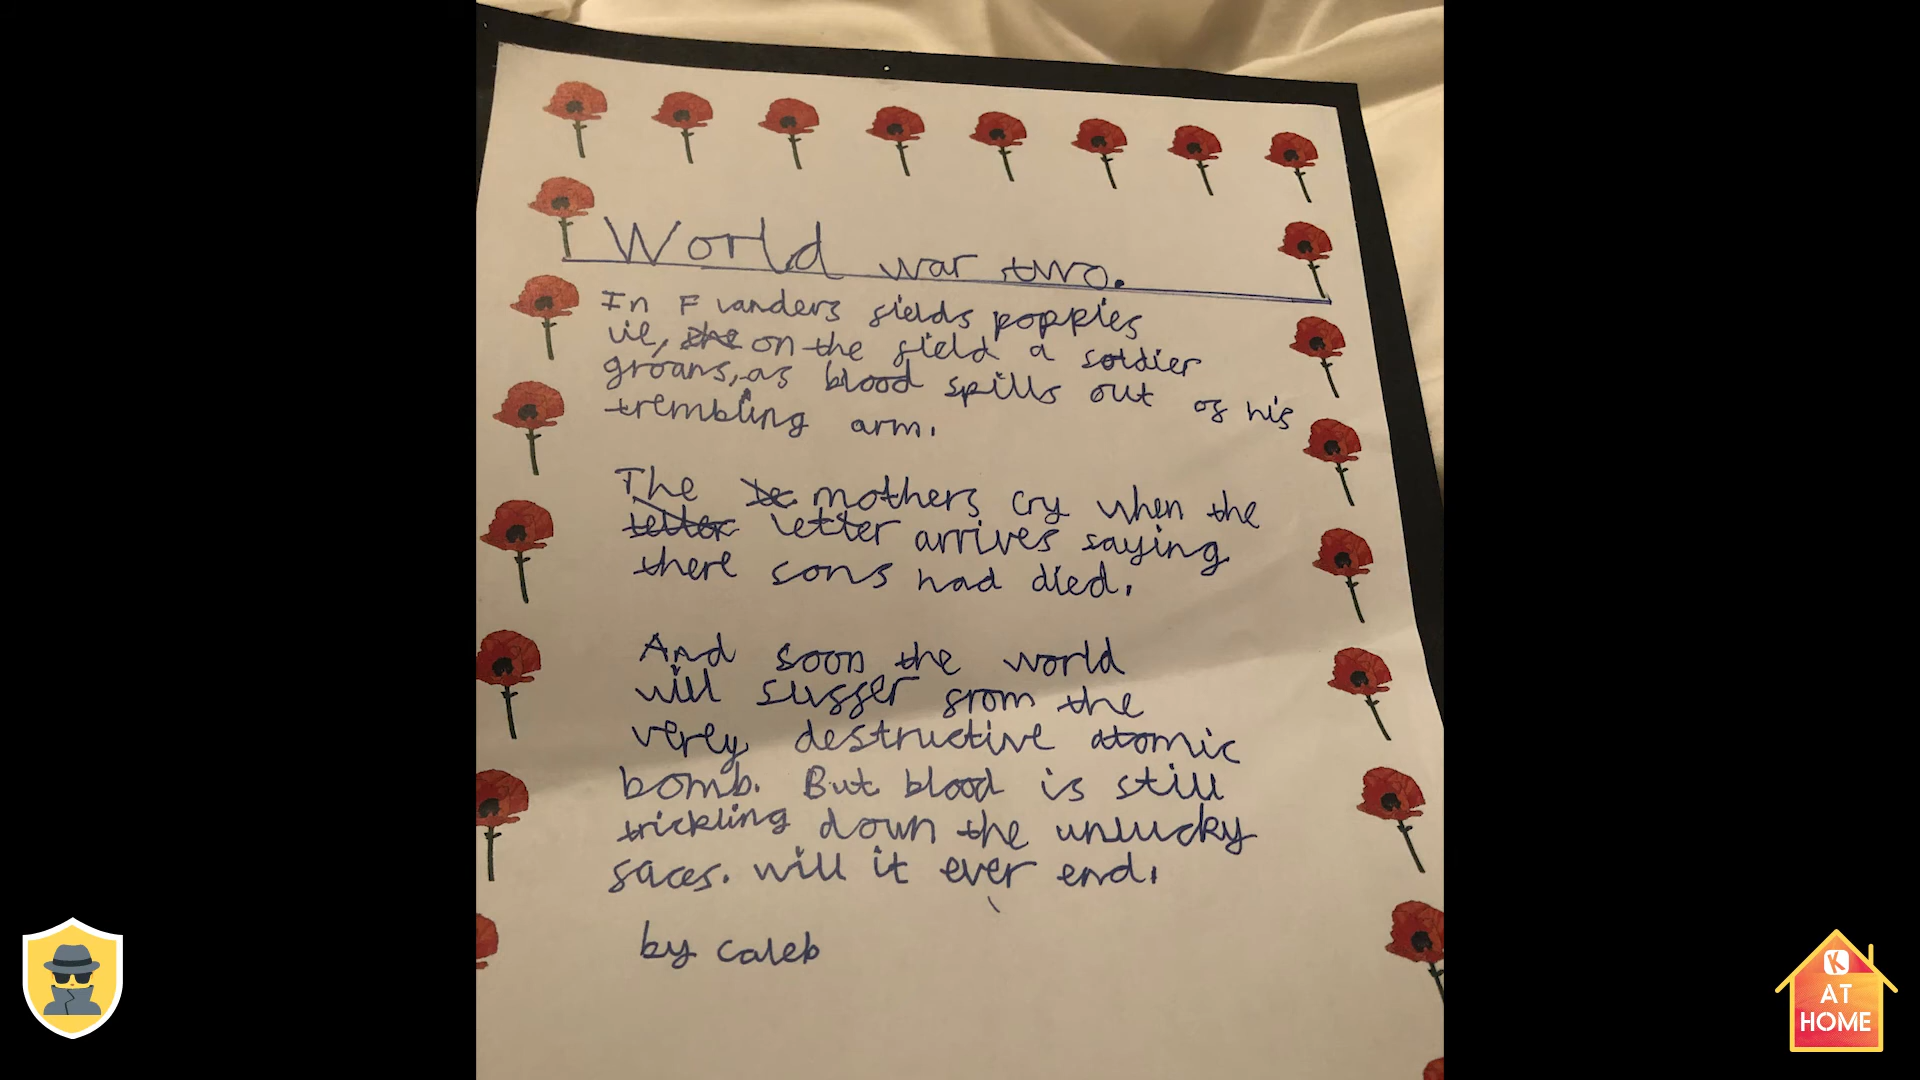 World war two.
In Flanders fields poppies
lie, the on the field a soldier
groans, as blood spills out of his
trembling arm.
The mothers cry when the
letter letter arrives saying
there sons had died.
And soon the world
will suffer from the
verey destructive atomic
bomb. But blood is still
trickling down the unlucky
faces. will it ever end.
by caleb
K
AT
HOME